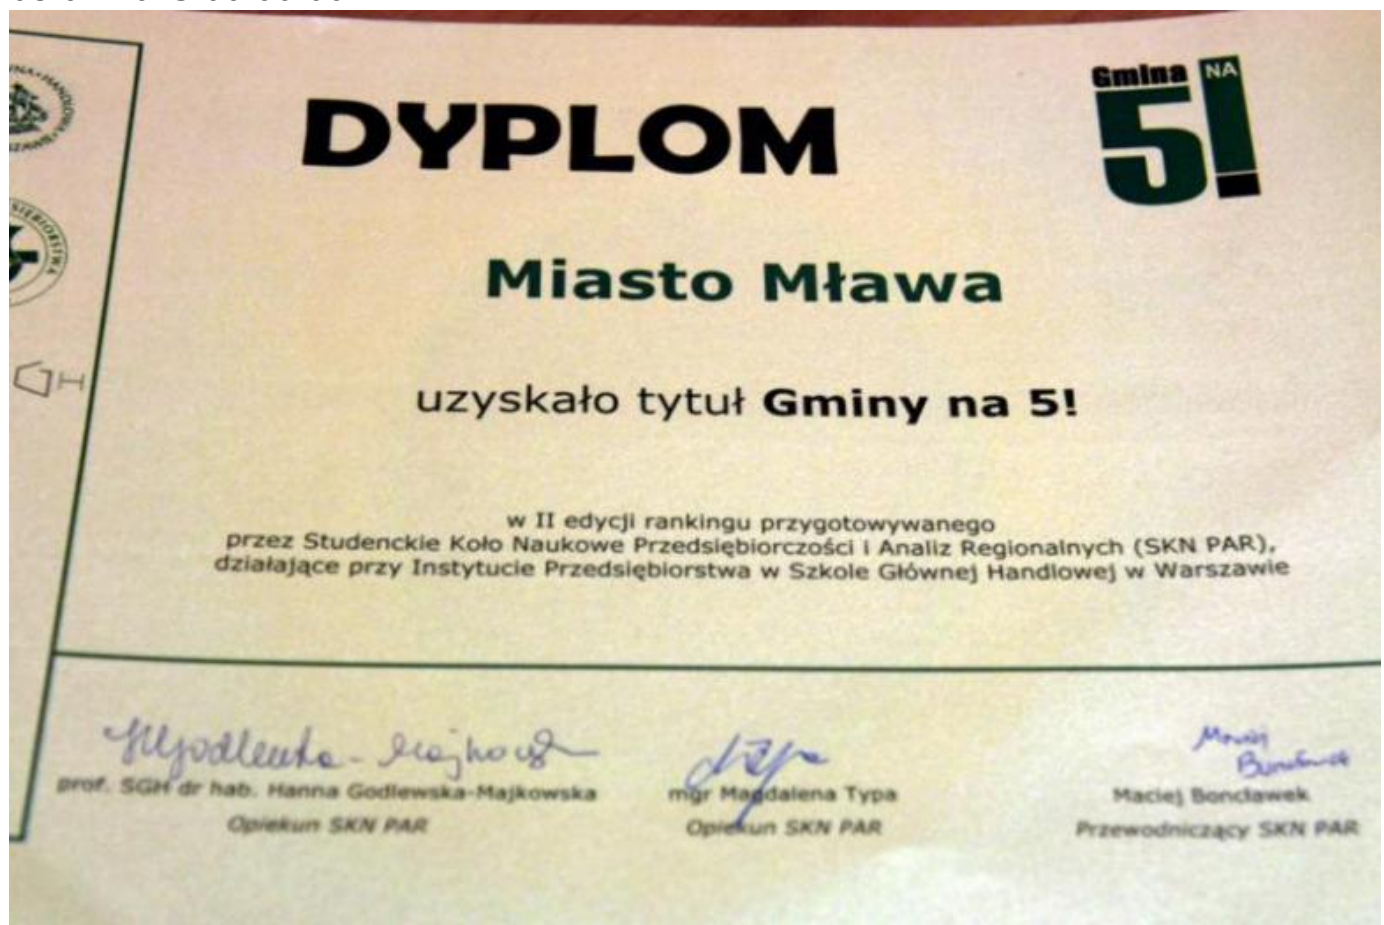 Gmina NA
5!
DYPLOM
Miasto Mława
uzyskało tytuł Gminy na 5!
w II edycji rankingu przygotowywanego
przez Studenckie Koło Naukowe Przedsiębiorczości i Analiz Regionalnych (SKN PAR),
działające przy Instytucie Przedsiębiorstwa w Szkole Głównej Handlowej w Warszawie
prof. SGH dr hab. Hanna Godlewska-Majkowska
Opiekun SKN PAR
mgr Magdalena Typa
Opiekun SKN PAR
Maciej Boncławek
Przewodniczący SKN PAR